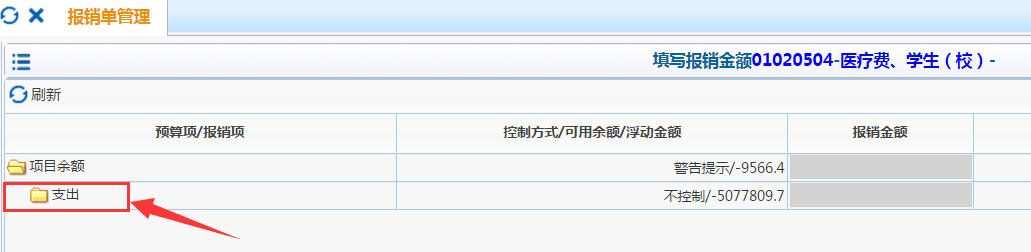 报销单管理
填写报销金额01020504-医疗费、学生（校）-
刷新
预算项/报销项 控制方式/可用余额/浮动金额 报销金额
项目余额 警告提示/-9566.4
支出 不控制/-5077809.7